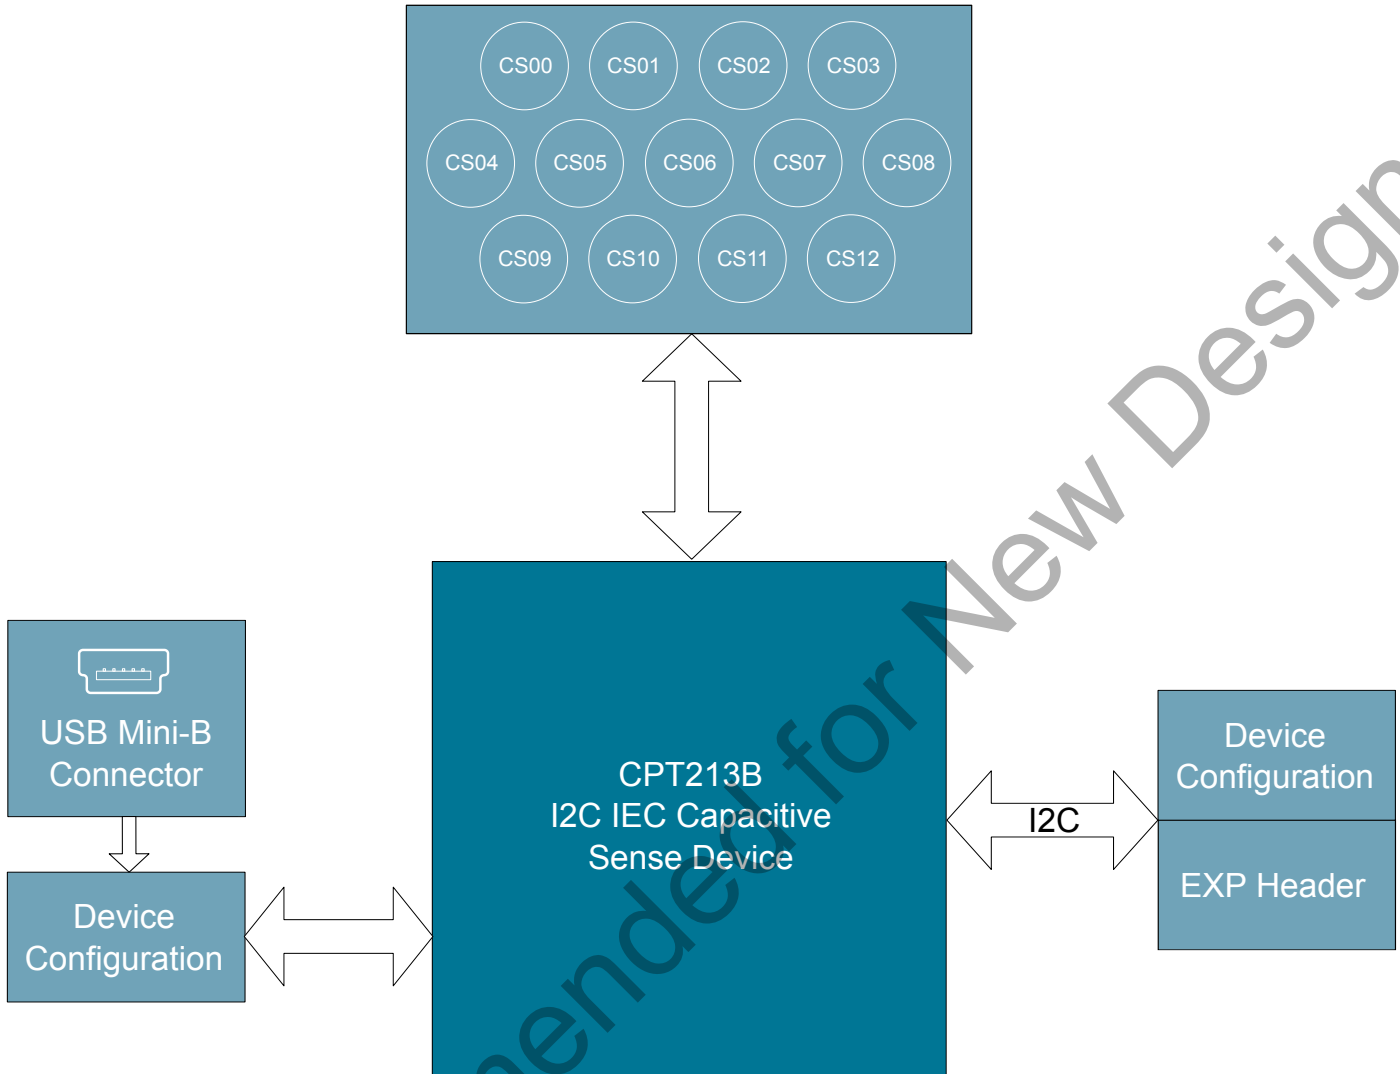 CS00 CS01 CS02 CS03
CS04 CS05 CS06 CS07 CS08
CS09 CS10 CS11 CS12
USB Mini-B
Connector
Device
Configuration
CPT213B
I2C IEC Capacitive
Sense Device
I2C
Device
Configuration
EXP Header
for New Design